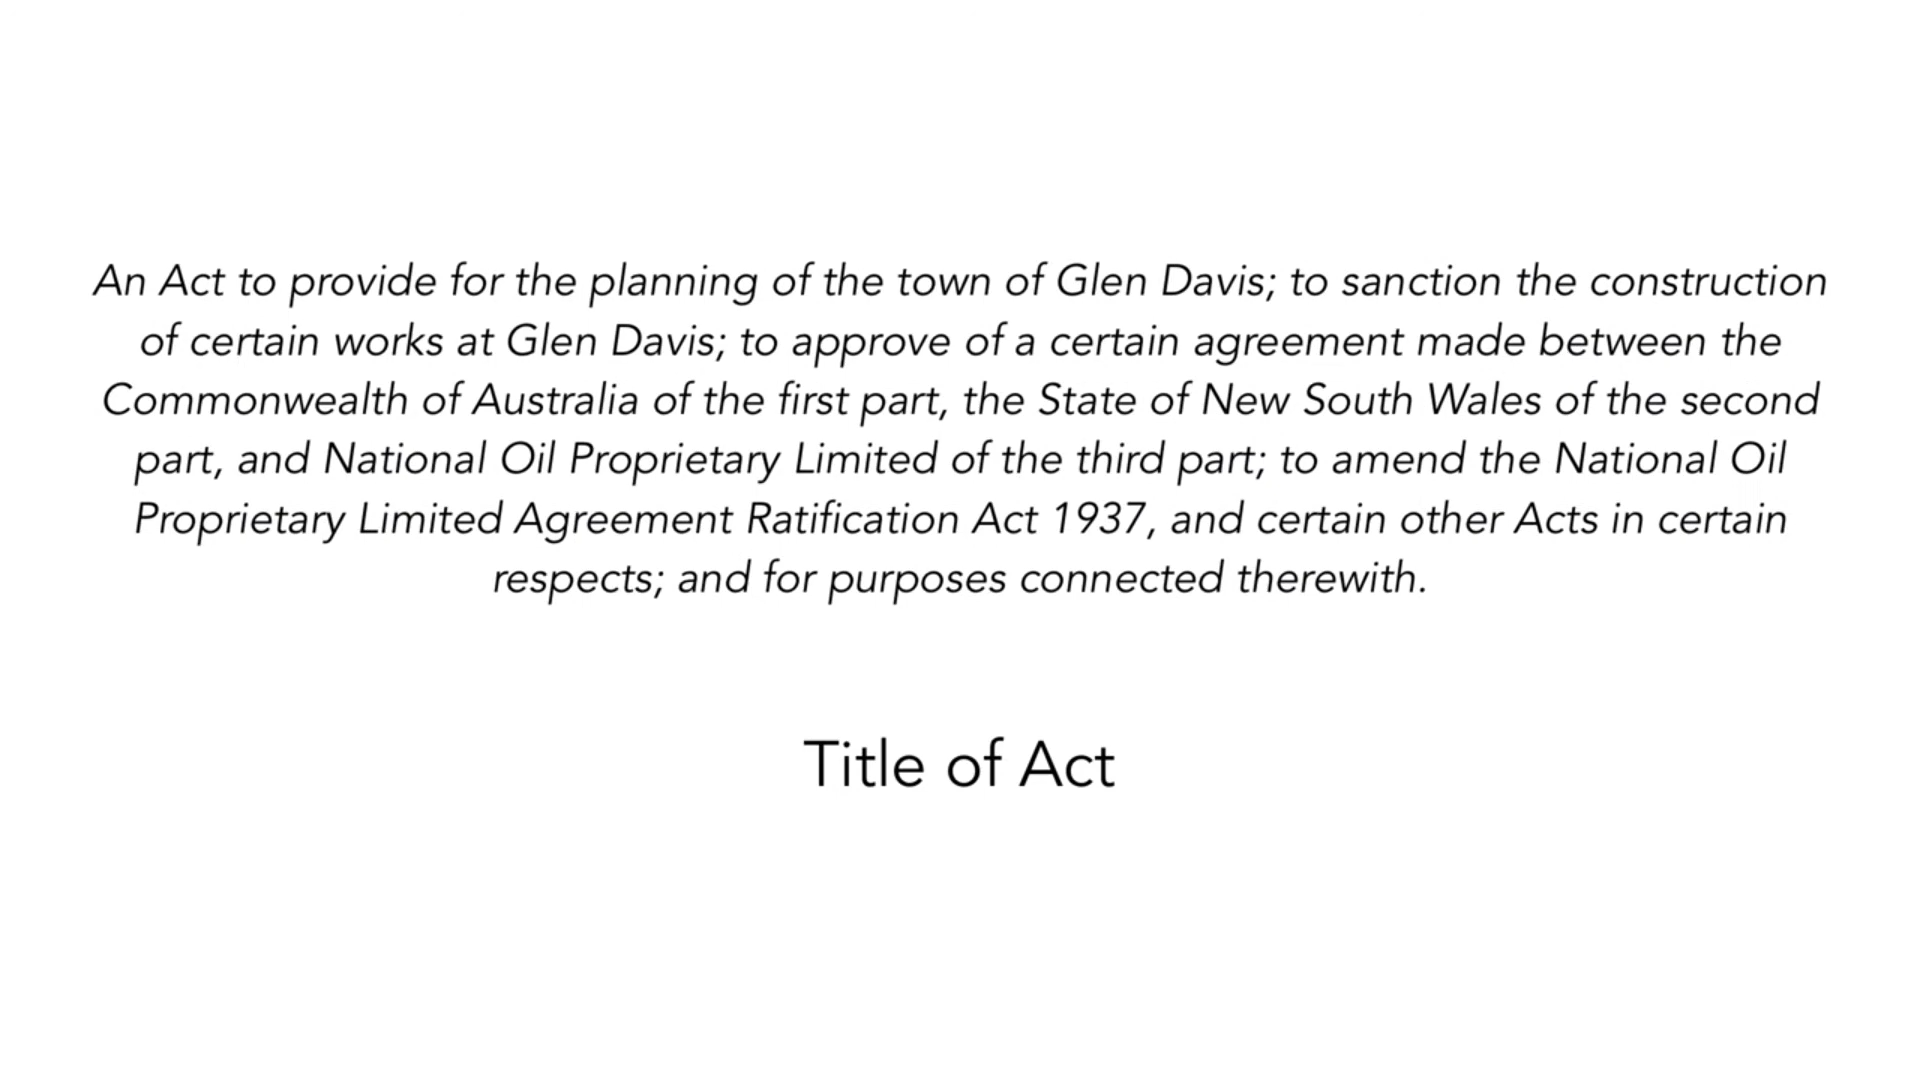 An Act to provide for the planning of the town of Glen Davis; to sanction the construction
of certain works at Glen Davis; to approve of a certain agreement made between the
Commonwealth of Australia of the first part, the State of New South Wales of the second
part, and National Oil Proprietary Limited of the third part; to amend the National Oil
Proprietary Limited Agreement Ratification Act 1937, and certain other Acts in certain
respects; and for purposes connected therewith.
Title of Act